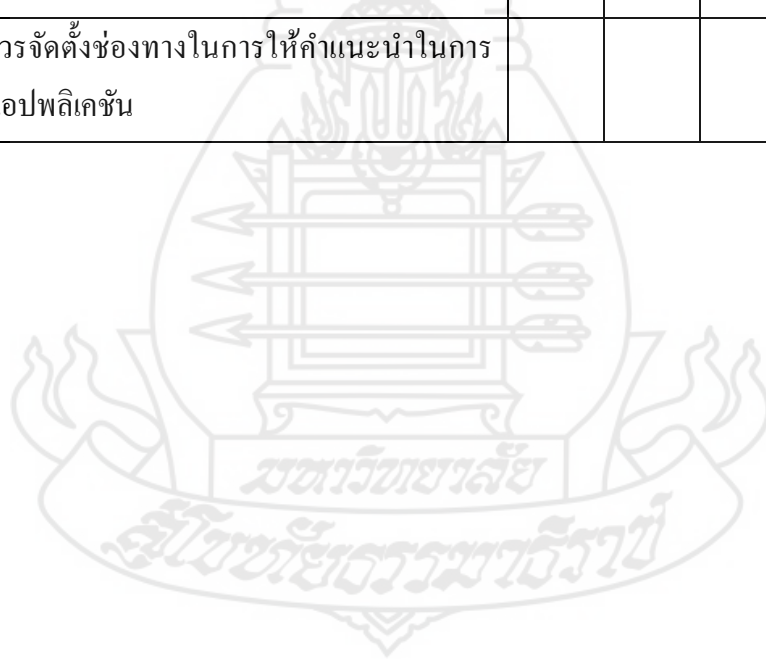 วรจัดตั้งช่องทางในการให้คำแนะนำในการ
อปพลิเคชัน
มหาวิทยาลัย
สุโขทัยธรรมาธิราช